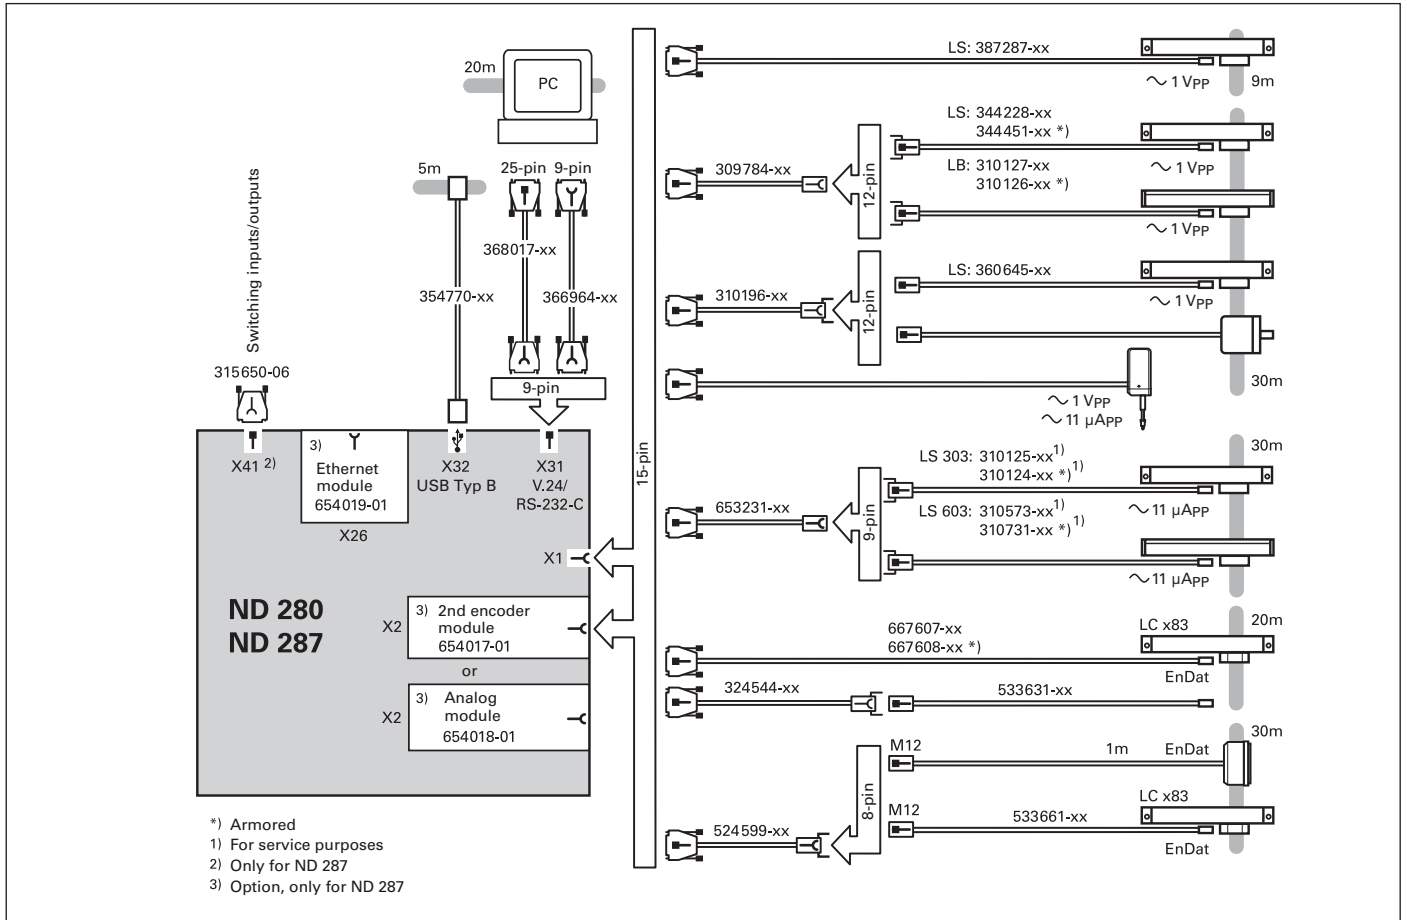 20m
PC
5m
25-pin
9-pin
368017-xx
354770-xx
366964-xx
Switching inputs/outputs
315650-06
9-pin
X41 2)
3)
Ethernet
module
654019-01
X26
X32
USB Typ B
X31
V.24/
RS-232-C
X1
ND 280
ND 287
X2
3) 2nd encoder
module
654017-01
or
X2
3) Analog
module
654018-01
*) Armored
1) For service purposes
2) Only for ND 287
3) Option, only for ND 287
15-pin
LS: 387287-xx
~ 1 VPP
9m
309784-xx
12-pin
LS: 344228-xx
344451-xx *)
~ 1 VPP
LB: 310127-xx
310126-xx *)
~ 1 VPP
310196-xx
12-pin
LS: 360645-xx
~ 1 VPP
30m
~ 1 VPP
~ 11 µAPP
30m
653231-xx
9-pin
LS 303: 310125-xx1)
310124-xx *)1)
~ 11 µAPP
LS 603: 310573-xx1)
310731-xx *)1)
~ 11 µAPP
667607-xx
667608-xx *)
LC x83
20m
EnDat
324544-xx
533631-xx
30m
M12
1m
EnDat
8-pin
524599-xx
M12
533661-xx
LC x83
EnDat